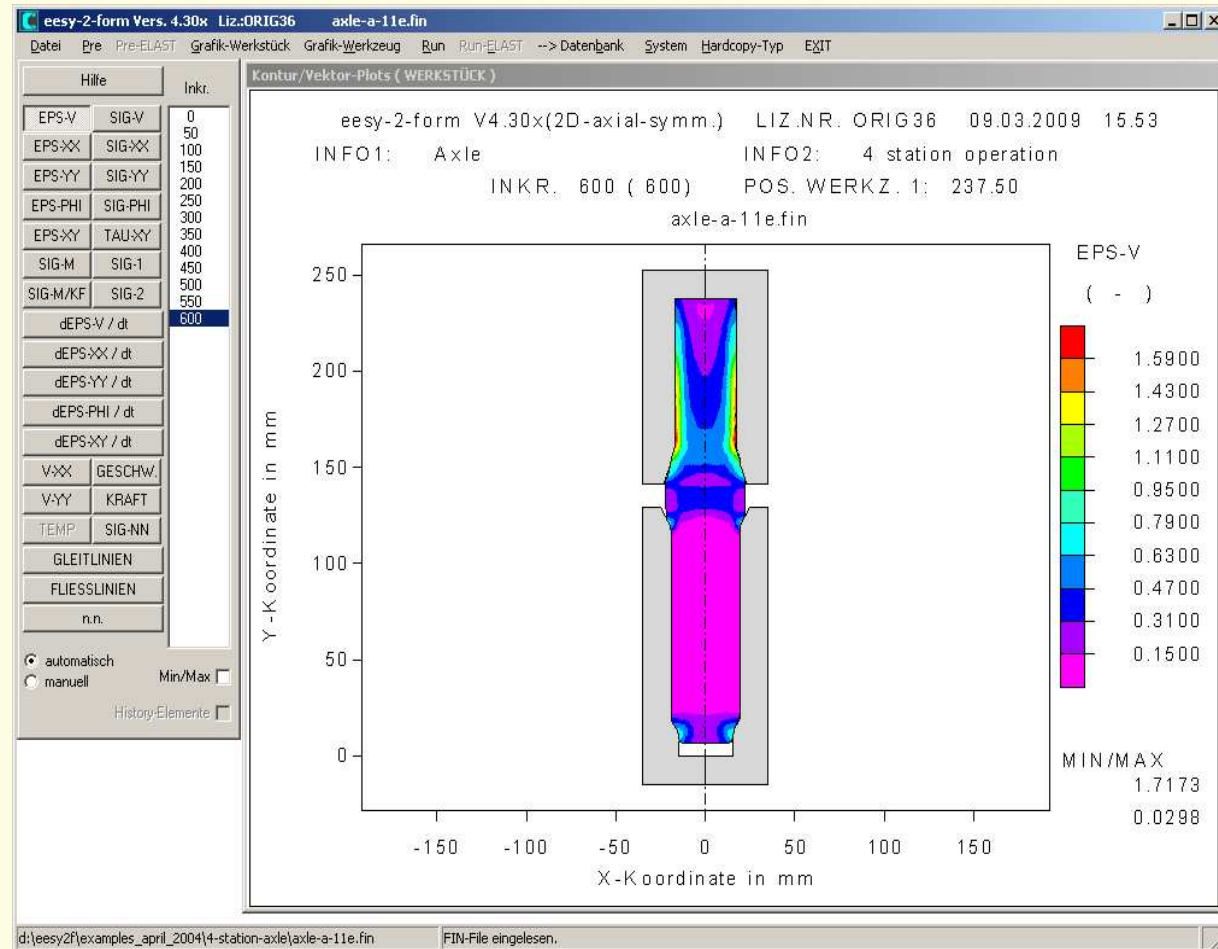 eesy-2-form Vers. 4.30x Liz.:ORIG36 axle-a-11e.fin
Datei Pre Pre-ELAST Grafik-Werkstück Grafik-Werkzeug Run Run-ELAST --> Datenbank System Hardcopy-Typ EXIT
Hilfe
Inkr.
EPS-V SIG-V
EPS-XX SIG-XX
EPS-YY SIG-YY
EPS-PHI SIG-PHI
EPS-XY TAU-XY
SIG-M SIG-1
SIG-M/KF SIG-2
dEPS-V / dt
dEPS-XX / dt
dEPS-YY / dt
dEPS-PHI / dt
dEPS-XY / dt
V-XX GESCHW.
V-YY KRAFT
TEMP SIG-NN
GLEITLINIEN
FLIESSLINIEN
n.n.
automatisch
manuell
Min/Max
History-Elemente
0
50
100
150
200
250
300
350
400
450
500
550
600
Kontur/Vektor-Plots ( WERKSTÜCK )
eesy-2-form V4.30x(2D-axial-symm.) LIZ.NR. ORIG36 09.03.2009 15.53
INFO1: Axle INFO2: 4 station operation
INKR. 600 ( 600) POS. WERKZ. 1: 237.50
axle-a-11e.fin
250
200
150
100
50
0
Y-Koordinate in mm
-150 -100 -50 0 50 100 150
X-Koordinate in mm
EPS-V
( - )
1.5900
1.4300
1.2700
1.1100
0.9500
0.7900
0.6300
0.4700
0.3100
0.1500
MIN/MAX
1.7173
0.0298
d:\eesy2f\examples_april_2004\4-station-axle\axle-a-11e.fin FIN-File eingelesen.